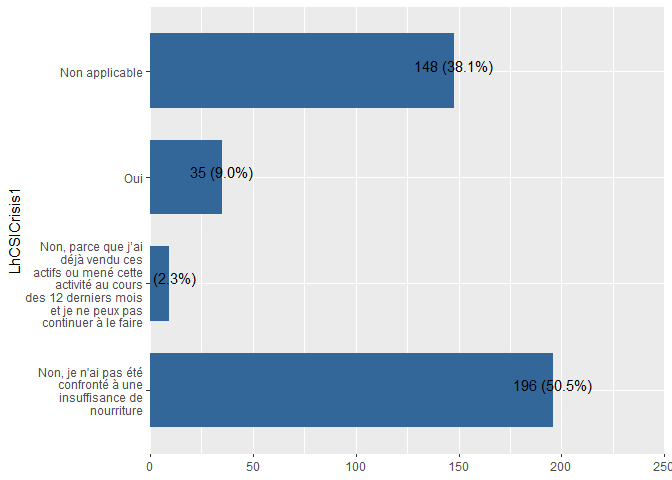 LhCSICrisis1
Non applicable
148 (38.1%)
Oui
35 (9.0%)
Non, parce que j'ai
déjà vendu ces
actifs ou mené cette
activité au cours
des 12 derniers mois
et je ne peux pas
continuer à le faire
(2.3%)
Non, je n'ai pas été
confronté à une
insuffisance de
nourriture
196 (50.5%)
0 50 100 150 200 250